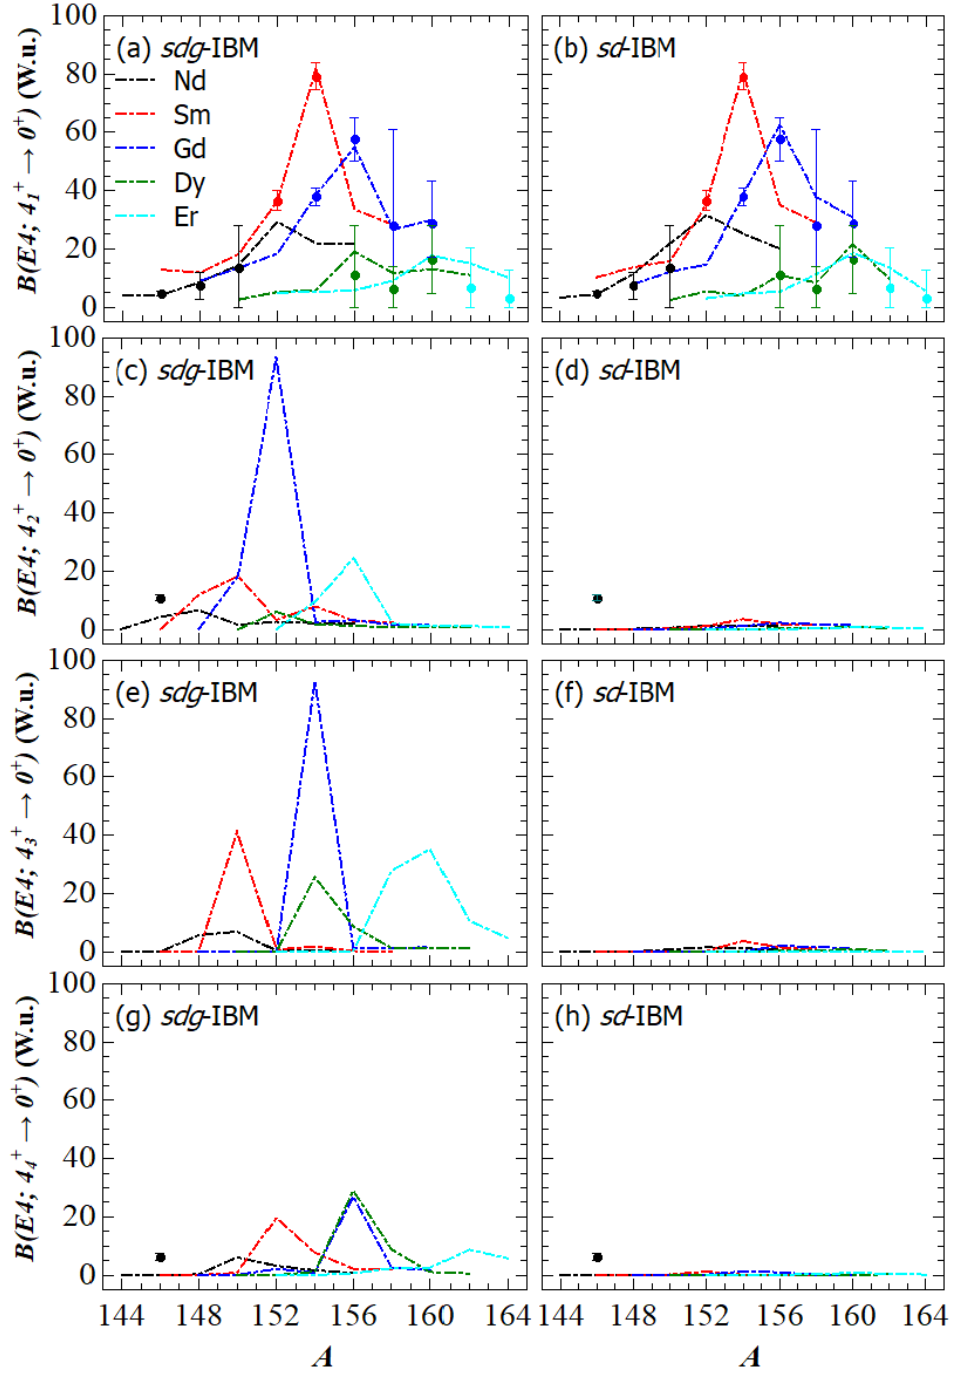 100
80
60
40
20
0
B(E4; 4₁⁺ → 0⁺) (W.u.)
(a) sdg-IBM
Nd
Sm
Gd
Dy
Er
(b) sd-IBM
100
80
60
40
20
0
B(E4; 4₂⁺ → 0⁺) (W.u.)
(c) sdg-IBM
(d) sd-IBM
100
80
60
40
20
0
B(E4; 4₃⁺ → 0⁺) (W.u.)
(e) sdg-IBM
(f) sd-IBM
100
80
60
40
20
0
B(E4; 4₄⁺ → 0⁺) (W.u.)
(g) sdg-IBM
(h) sd-IBM
144 148 152 156 160 164
144 148 152 156 160 164
A
A